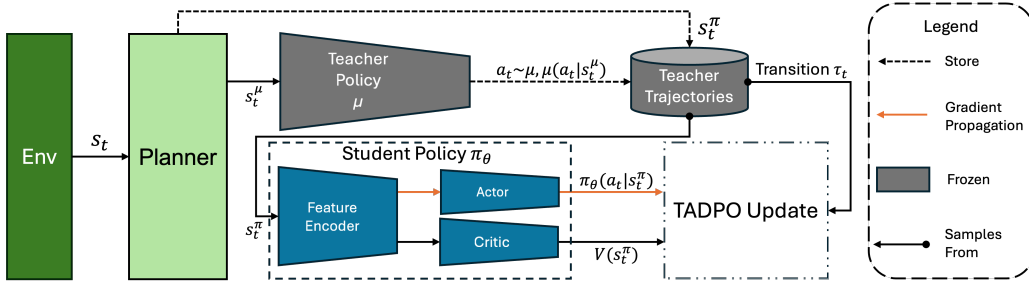 s_t^π
Legend
Teacher
Policy
μ
a_t~μ, μ(a_t|s_t^μ)
Teacher
Trajectories
Transition τ_t
Store
Env
s_t
Planner
s_t^μ
Gradient
Propagation
Student Policy π_θ
Frozen
s_t^π
Feature
Encoder
Actor
π_θ(a_t|s_t^π)
Critic
V(s_t^π)
TADPO Update
Samples
From